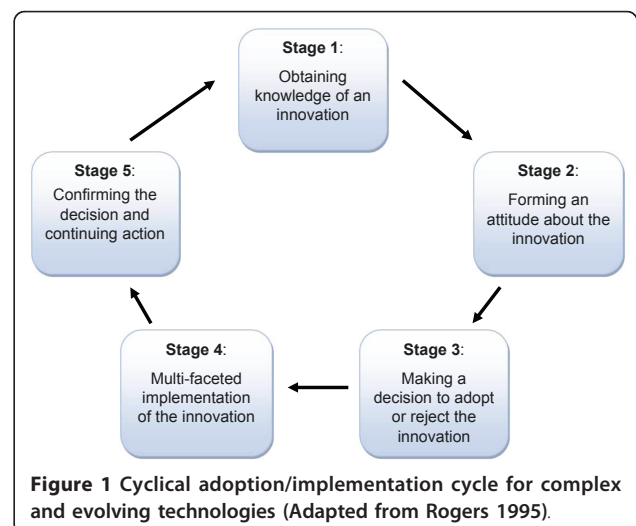 Stage 1:
Obtaining
knowledge of an
innovation
Stage 2:
Forming an
attitude about the
innovation
Stage 3:
Making a
decision to adopt
or reject the
innovation
Stage 4:
Multi-faceted
implementation
of the innovation
Stage 5:
Confirming the
decision and
continuing action
Figure 1 Cyclical adoption/implementation cycle for complex
and evolving technologies (Adapted from Rogers 1995).